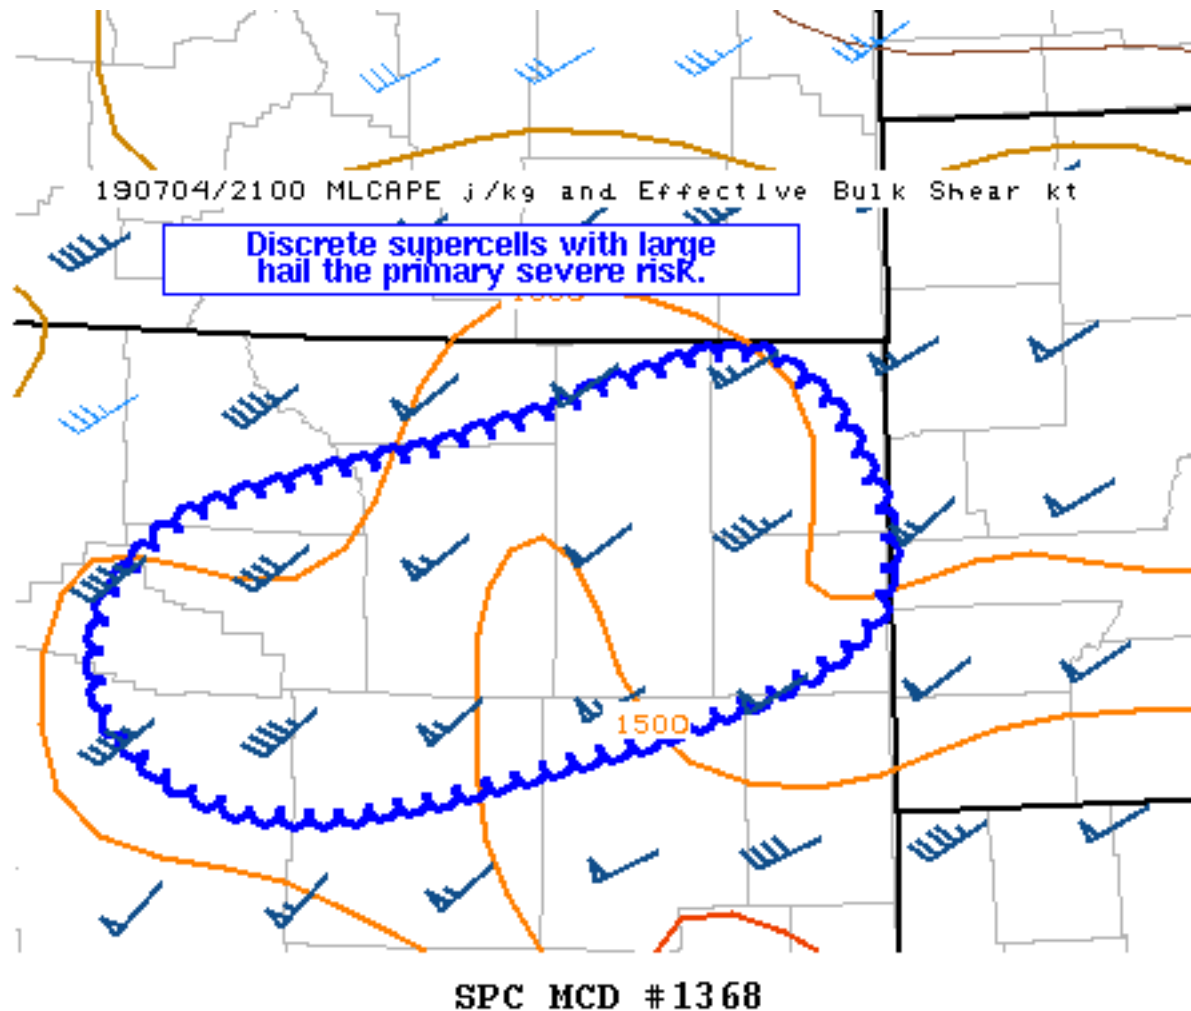 190704/2100 MLCAPE j/kg and Effective Bulk Shear kt
Discrete supercells with large
hail the primary severe risk.
1500
SPC MCD #1368